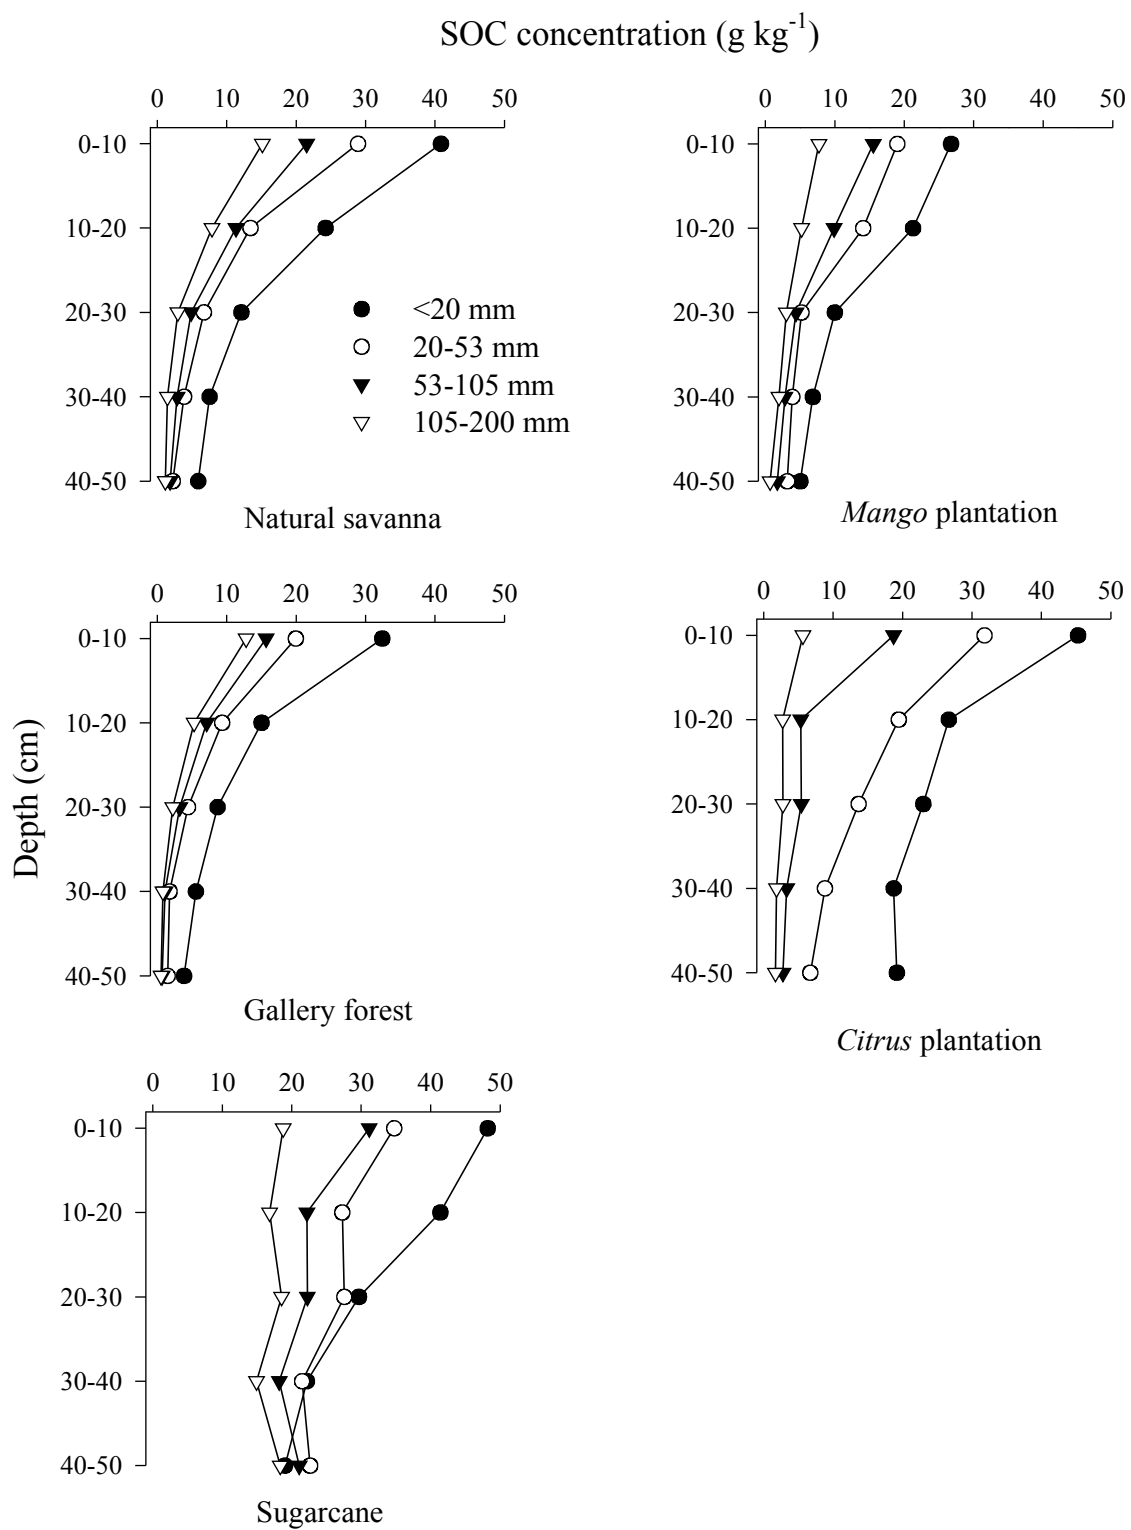 SOC concentration (g kg⁻¹)
0 10 20 30 40 50
0-10
10-20
20-30
30-40
40-50
<20 mm
20-53 mm
53-105 mm
105-200 mm
Natural savanna
0 10 20 30 40 50
0-10
10-20
20-30
30-40
40-50
Mango plantation
Depth (cm)
0 10 20 30 40 50
0-10
10-20
20-30
30-40
40-50
Gallery forest
0 10 20 30 40 50
0-10
10-20
20-30
30-40
40-50
Citrus plantation
0 10 20 30 40 50
0-10
10-20
20-30
30-40
40-50
Sugarcane